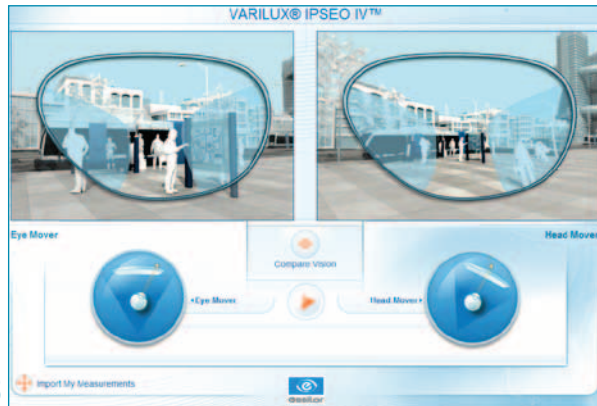 VARILUX® IPSEO IV™
Eye Mover
Head Mover
Compare Vision
•Eye Mover
Head Mover•
Import My Measurements
essilor